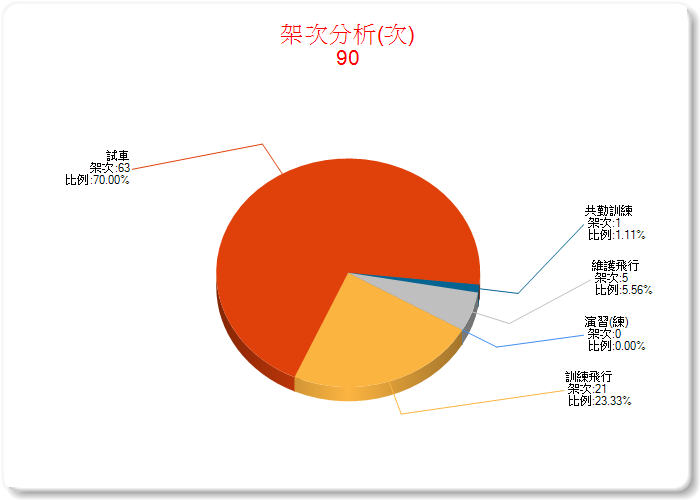 架次分析(次)
90
試車
架次:63
比例:70.00%
共勤訓練
架次:1
比例:1.11%
維護飛行
架次:5
比例:5.56%
演習(練)
架次:0
比例:0.00%
訓練飛行
架次:21
比例:23.33%